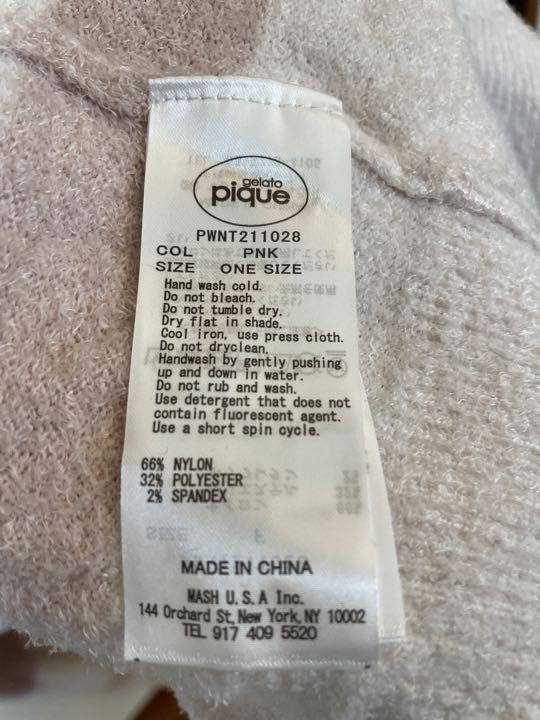 gelato
pique
PWNT211028
COL PNK
SIZE ONE SIZE
Hand wash cold.
Do not bleach.
Do not tumble dry.
Dry flat in shade.
Cool iron, use press cloth.
Do not dryclean.
Handwash by gently pushing
up and down in water.
Do not rub and wash.
Use detergent that does not
contain fluorescent agent.
Use a short spin cycle.
66% NYLON
32% POLYESTER
2% SPANDEX
MADE IN CHINA
MASH U.S.A Inc.
144 Orchard St, New York, NY 10002
TEL 917 409 5520